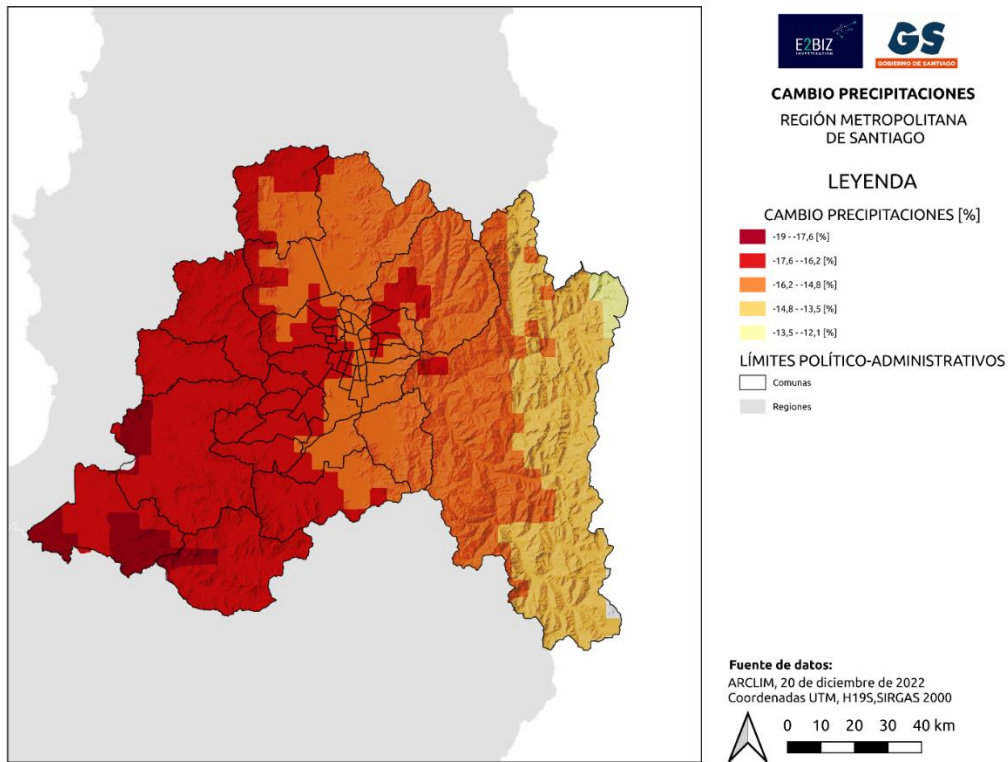 E2BIZ
INVESTIGACIÓN
GS
GOBIERNO DE SANTIAGO
CAMBIO PRECIPITACIONES
REGIÓN METROPOLITANA
DE SANTIAGO
LEYENDA
CAMBIO PRECIPITACIONES [%]
-19 - -17,6 [%]
-17,6 - -16,2 [%]
-16,2 - -14,8 [%]
-14,8 - -13,5 [%]
-13,5 - -12,1 [%]
LÍMITES POLÍTICO-ADMINISTRATIVOS
Comunas
Regiones
Fuente de datos:
ARCLIM, 20 de diciembre de 2022
Coordenadas UTM, H19S,SIRGAS 2000
0 10 20 30 40 km